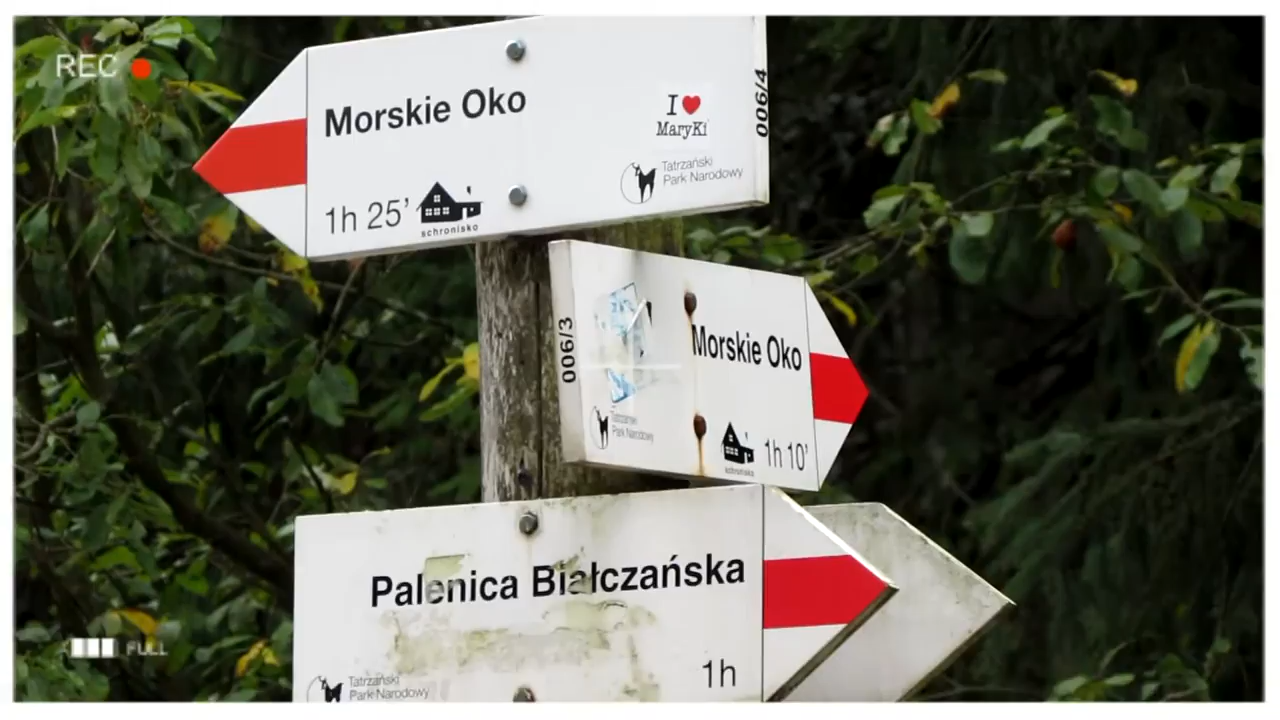 REC
Morskie Oko
006/4
I ❤
MaryKi
Tatrzański
Park Narodowy
1h 25’
schronisko
006/3
Morskie Oko
Tatrzański
Park Narodowy
schronisko
1h 10’
Palenica Białczańska
1h
Tatrzański
Park Narodowy
FULL